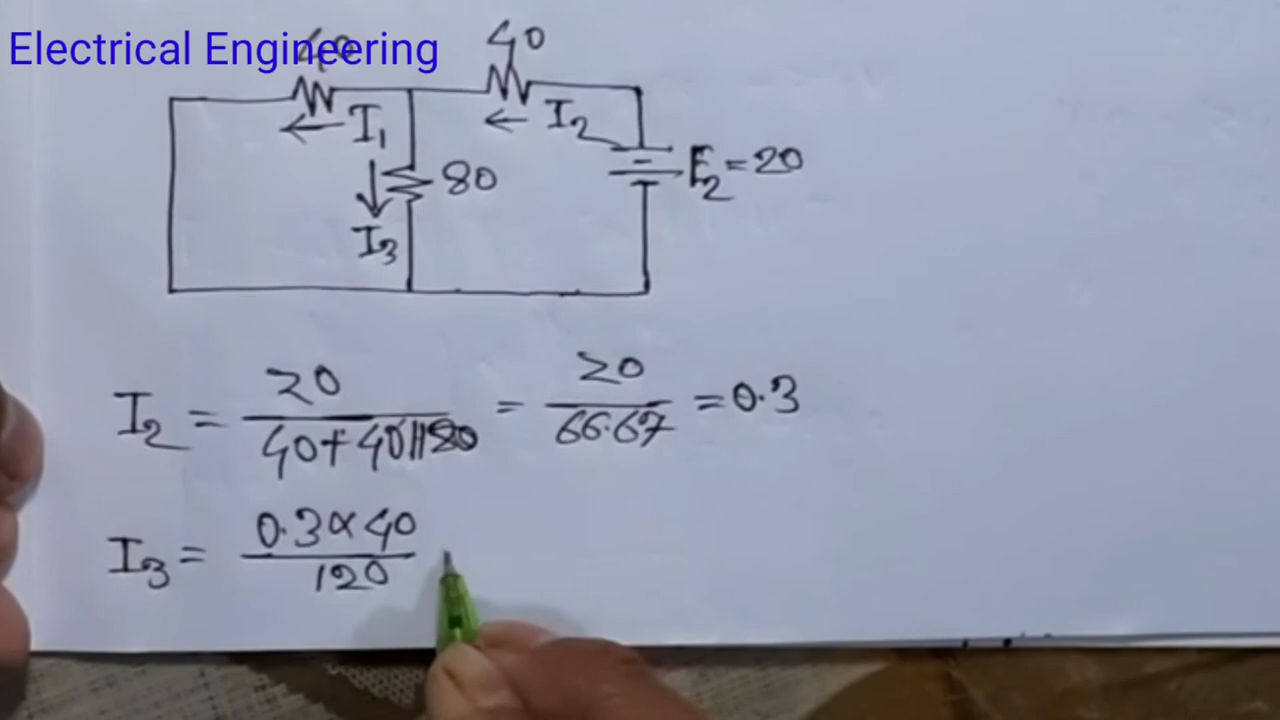 Electrical Engineering
40
40
I₁
I₂
80
E₂=20
I₃
I₂ = 20 / 40+40||80 = 20 / 66.67 = 0.3
I₃ = 0.3×40 / 120